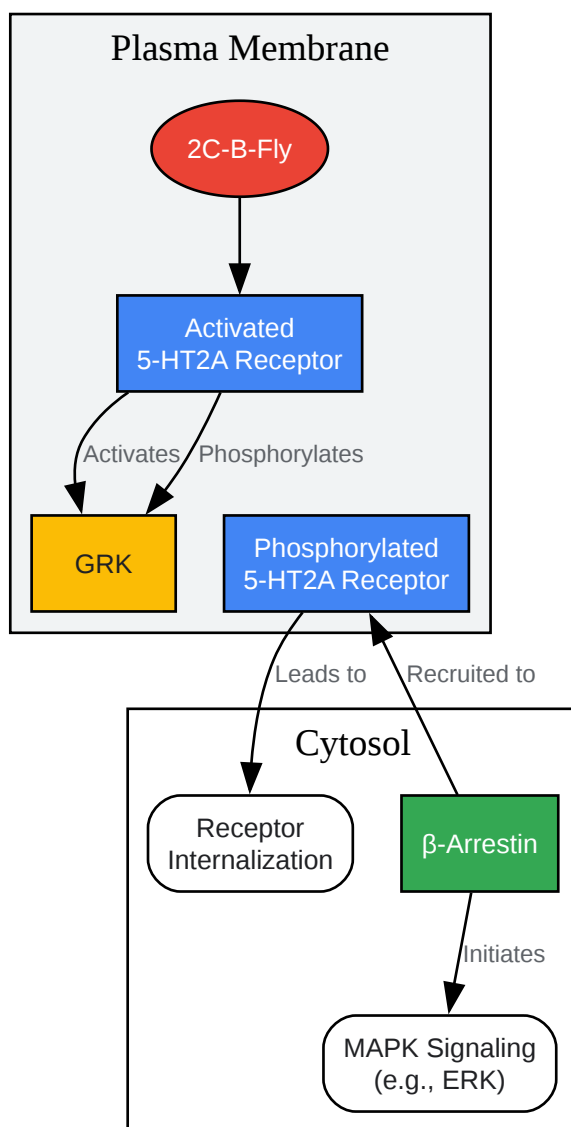 Plasma Membrane
2C-B-Fly
Activated
5-HT2A Receptor
Activates
Phosphorylates
GRK
Phosphorylated
5-HT2A Receptor
Leads to
Recruited to
Cytosol
Receptor
Internalization
β-Arrestin
Initiates
MAPK Signaling
(e.g., ERK)